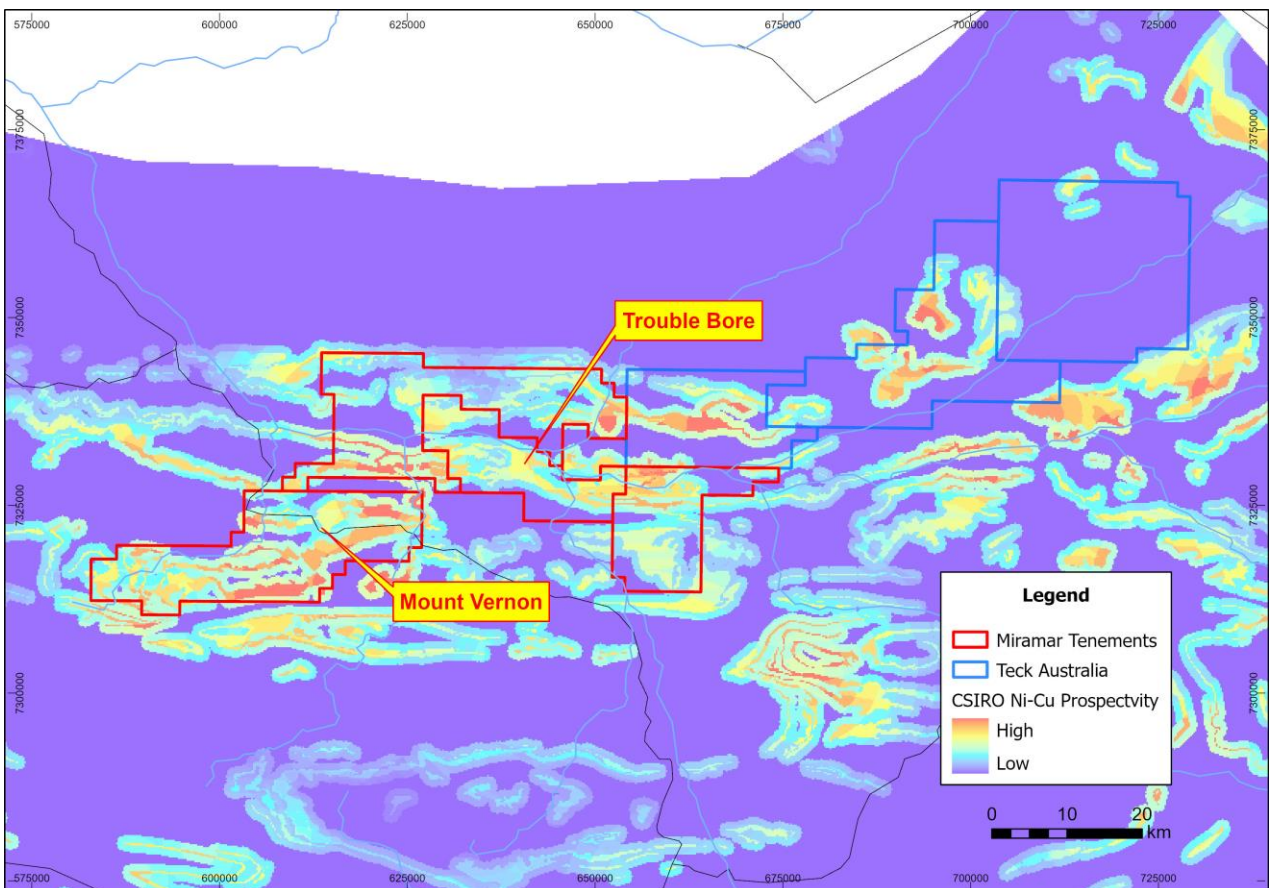 575000 600000 625000 650000 675000 700000 725000
7375000 7375000
7350000 7350000
Trouble Bore
7325000 7325000
Mount Vernon
Legend
Miramar Tenements
Teck Australia
CSIRO Ni-Cu Prospectvity
High
Low
7300000 7300000
0 10 20
km
575000 600000 625000 650000 675000 700000 725000